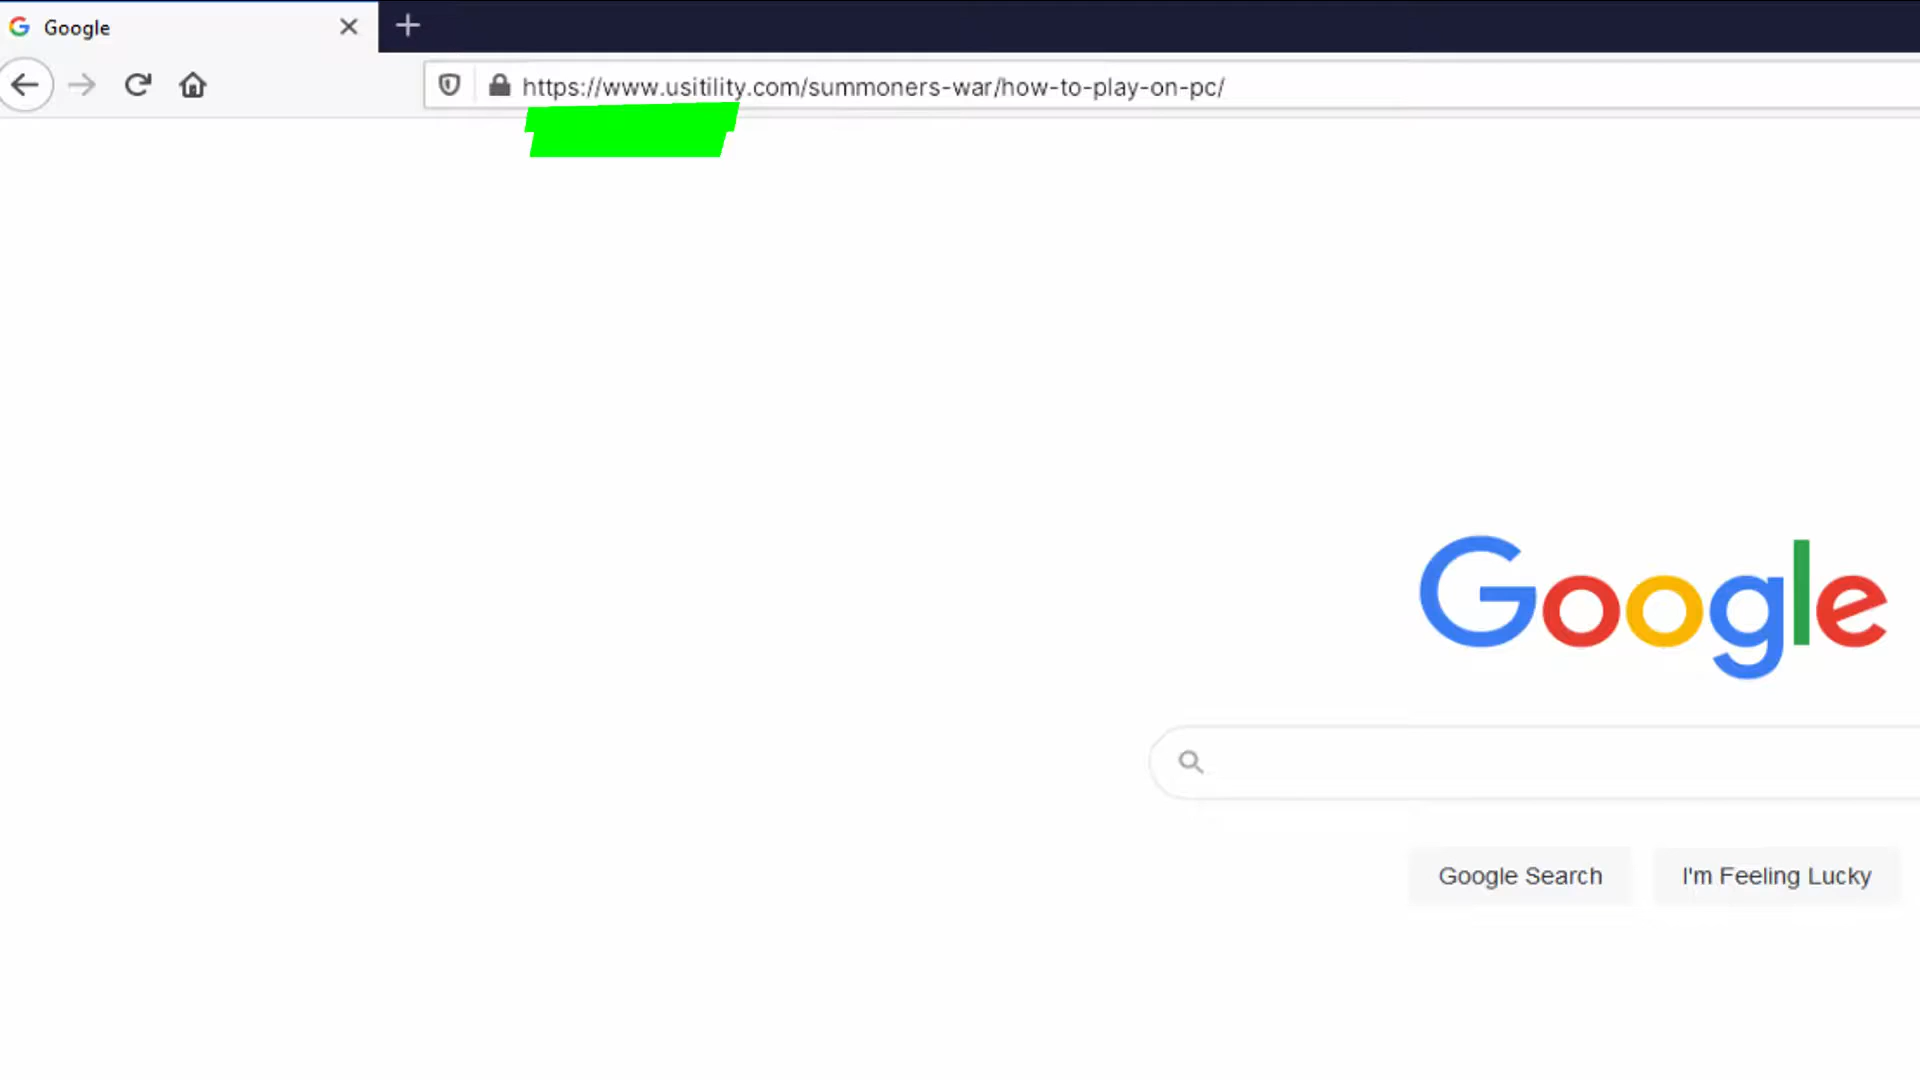 Google
https://www.usitility.com/summoners-war/how-to-play-on-pc/
Google
Google Search
I'm Feeling Lucky